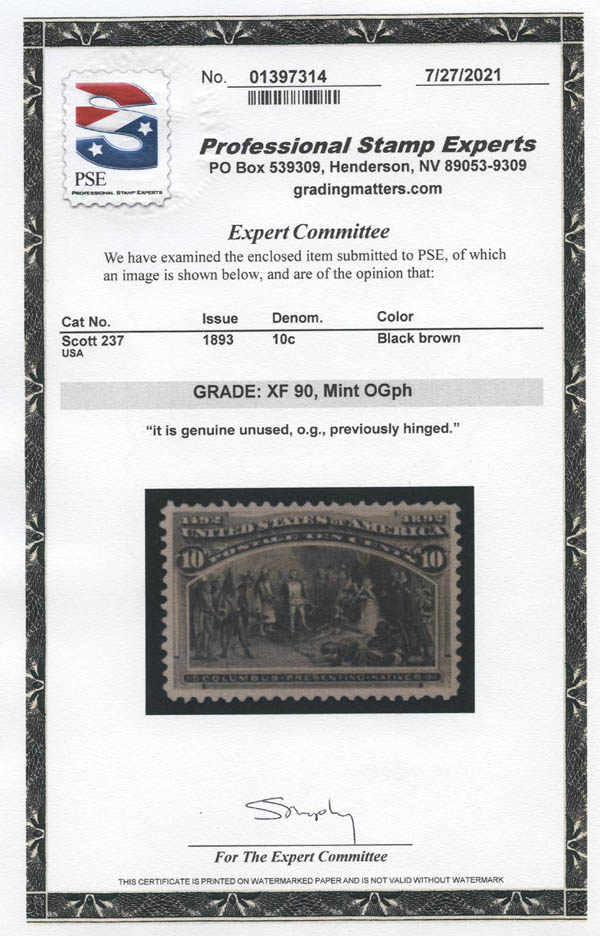 No. 01397314
7/27/2021
PSE
PROFESSIONAL STAMP EXPERTS
Professional Stamp Experts
PO Box 539309, Henderson, NV 89053-9309
gradingmatters.com
Expert Committee
We have examined the enclosed item submitted to PSE, of which
an image is shown below, and are of the opinion that:
Cat No. Issue Denom. Color
Scott 237 1893 10c Black brown
USA
GRADE: XF 90, Mint OGph
“it is genuine unused, o.g., previously hinged.”
1492 1892
UNITED STATES OF AMERICA
10 POSTAGE TEN CENTS 10
COLUMBUS PRESENTING NATIVES
For The Expert Committee
THIS CERTIFICATE IS PRINTED ON WATERMARKED PAPER AND IS NOT VALID WITHOUT WATERMARK